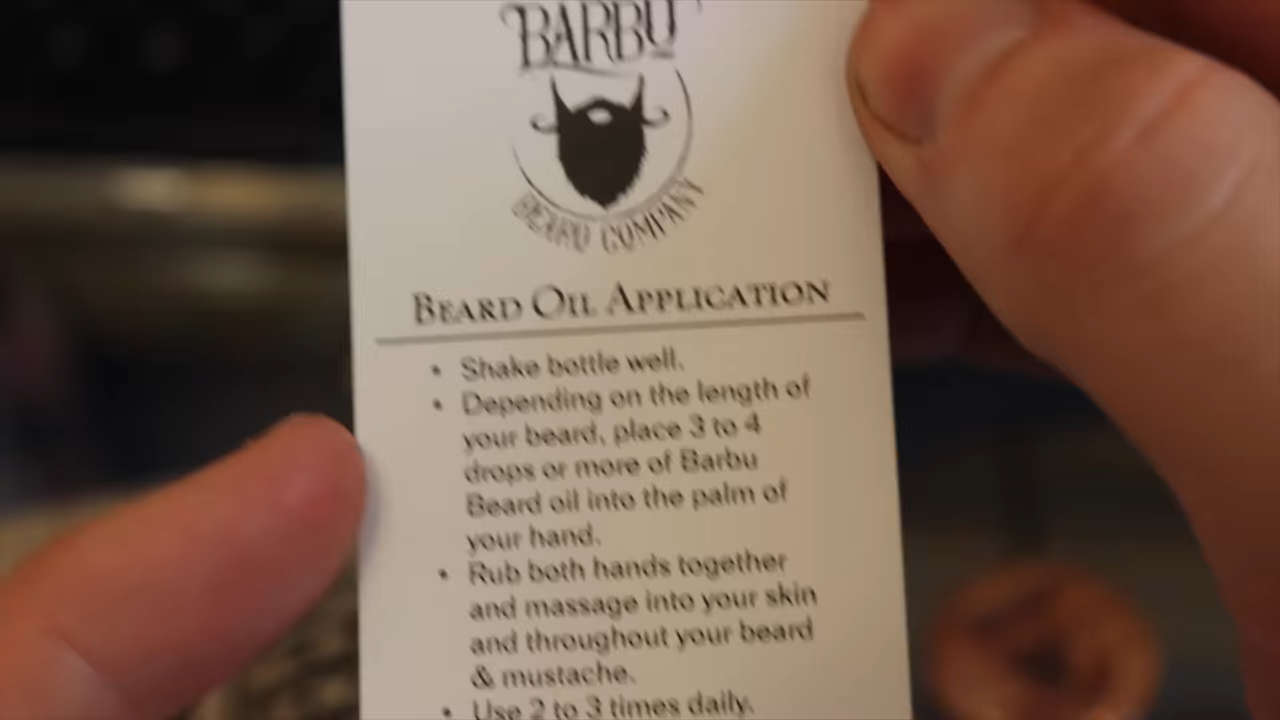 BARBU
BEARD COMPANY
BEARD OIL APPLICATION
• Shake bottle well.
• Depending on the length of
your beard, place 3 to 4
drops or more of Barbu
Beard oil into the palm of
your hand.
• Rub both hands together
and massage into your skin
and throughout your beard
& mustache.
• Use 2 to 3 times daily.